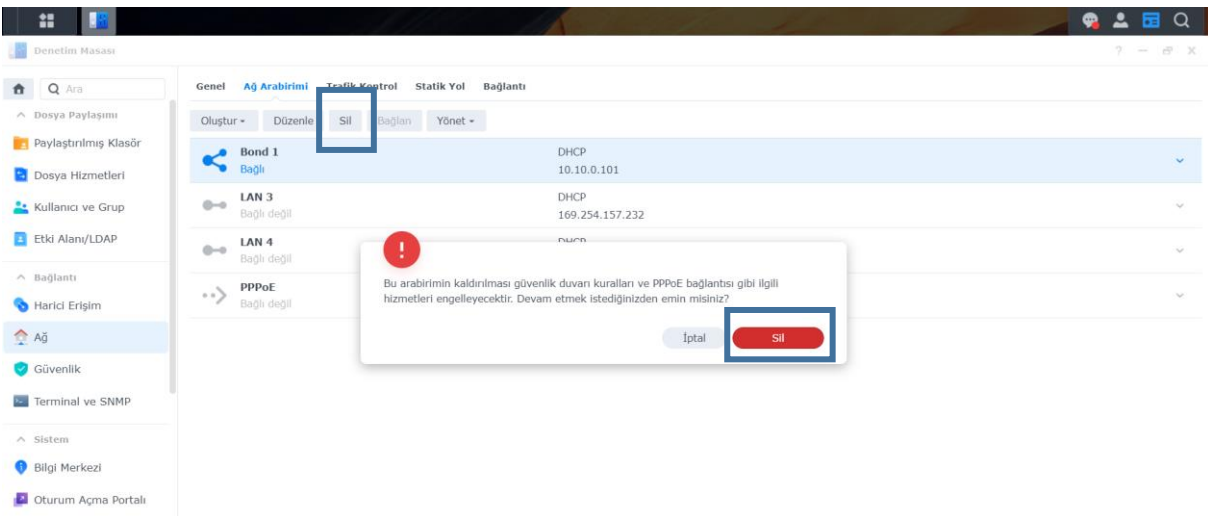 Denetim Masası
Ara
Dosya Paylaşımı
Paylaştırılmış Klasör
Dosya Hizmetleri
Kullanıcı ve Grup
Etki Alanı/LDAP
Bağlantı
Harici Erişim
Ağ
Güvenlik
Terminal ve SNMP
Sistem
Bilgi Merkezi
Oturum Açma Portalı
Genel Ağ Arabirimi Trafik Kontrol Statik Yol Bağlantı
Oluştur Düzenle Sil Bağlan Yönet
Bond 1 DHCP
Bağlı 10.10.0.101
LAN 3 DHCP
Bağlı değil 169.254.157.232
LAN 4 DHCP
Bağlı değil
PPPoE
Bağlı değil
Bu arabirimin kaldırılması güvenlik duvarı kuralları ve PPPoE bağlantısı gibi ilgili
hizmetleri engelleyecektir. Devam etmek istediğinizden emin misiniz?
İptal Sil